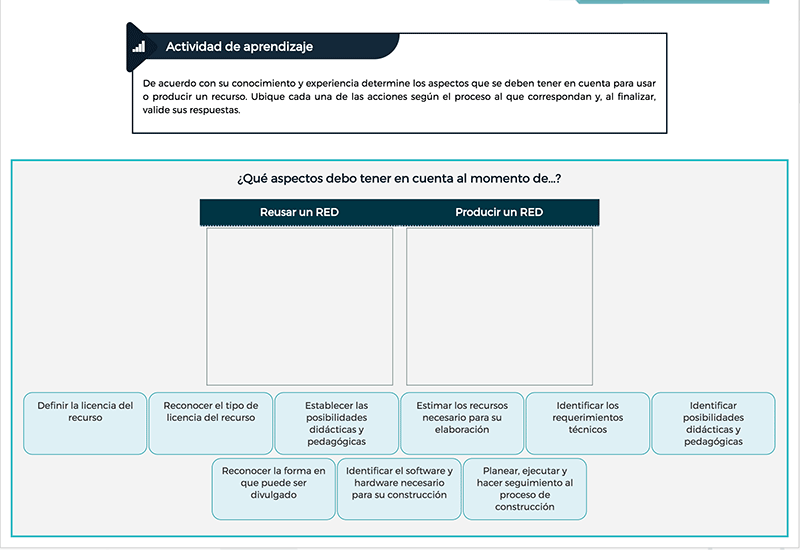 Actividad de aprendizaje
De acuerdo con su conocimiento y experiencia determine los aspectos que se deben tener en cuenta para usar
o producir un recurso. Ubique cada una de las acciones según el proceso al que correspondan y, al finalizar,
valide sus respuestas.
¿Qué aspectos debo tener en cuenta al momento de...?
Reusar un RED
Producir un RED
Definir la licencia del
recurso
Reconocer el tipo de
licencia del recurso
Establecer las
posibilidades
didácticas y
pedagógicas
Estimar los recursos
necesario para su
elaboración
Identificar los
requerimientos
técnicos
Identificar
posibilidades
didácticas y
pedagógicas
Reconocer la forma en
que puede ser
divulgado
Identificar el software y
hardware necesario
para su construcción
Planear, ejecutar y
hacer seguimiento al
proceso de
construcción